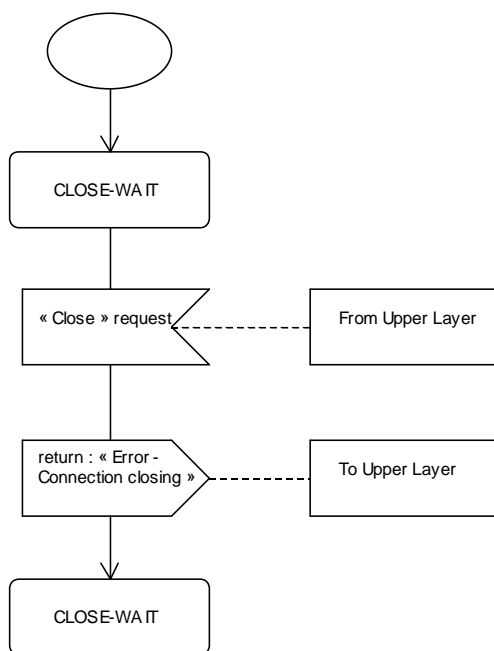 CLOSE-WAIT
« Close » request
From Upper Layer
return : « Error -
Connection closing »
To Upper Layer
CLOSE-WAIT